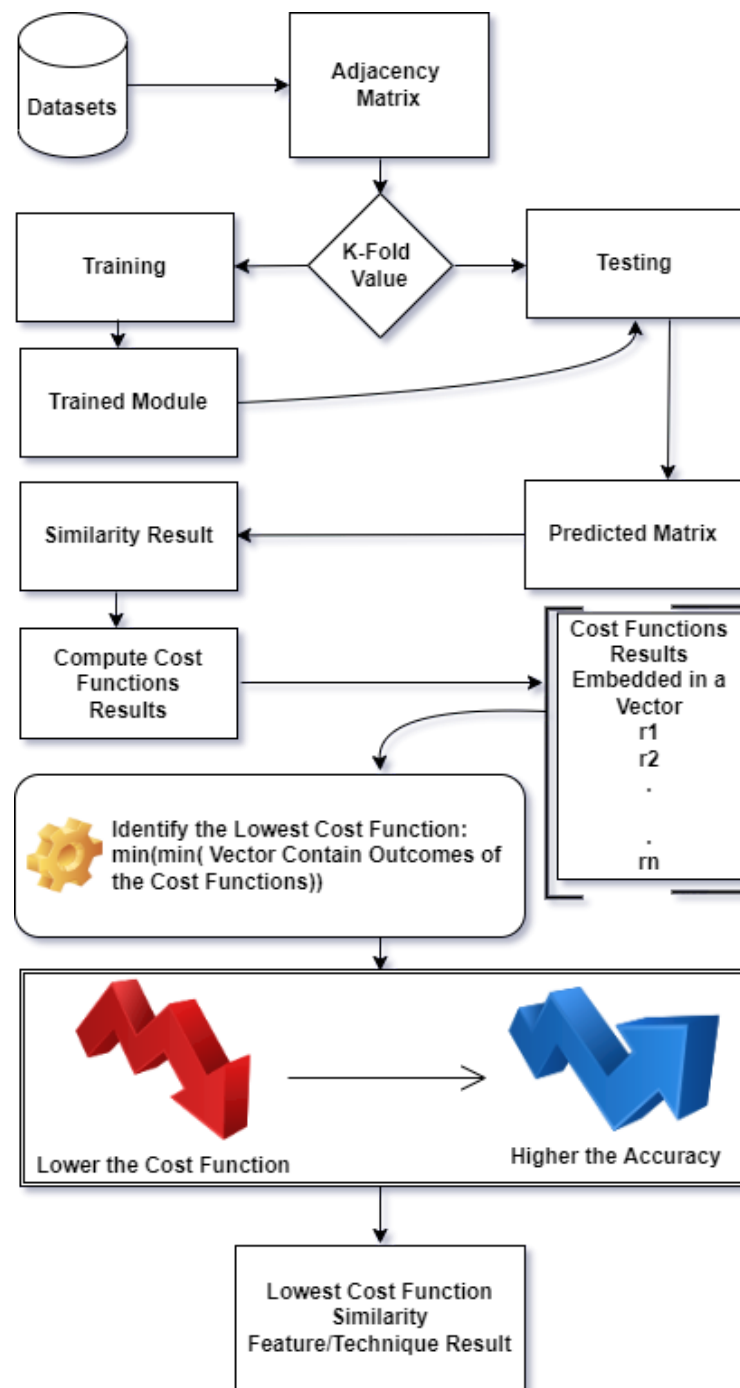 Datasets
Adjacency
Matrix
K-Fold
Value
Training
Testing
Trained Module
Similarity Result
Predicted Matrix
Compute Cost
Functions
Results
Cost Functions
Results
Embedded in a
Vector
r1
r2
.
.
rn
Identify the Lowest Cost Function:
min(min( Vector Contain Outcomes of
the Cost Functions))
Lower the Cost Function
Higher the Accuracy
Lowest Cost Function
Similarity
Feature/Technique Result